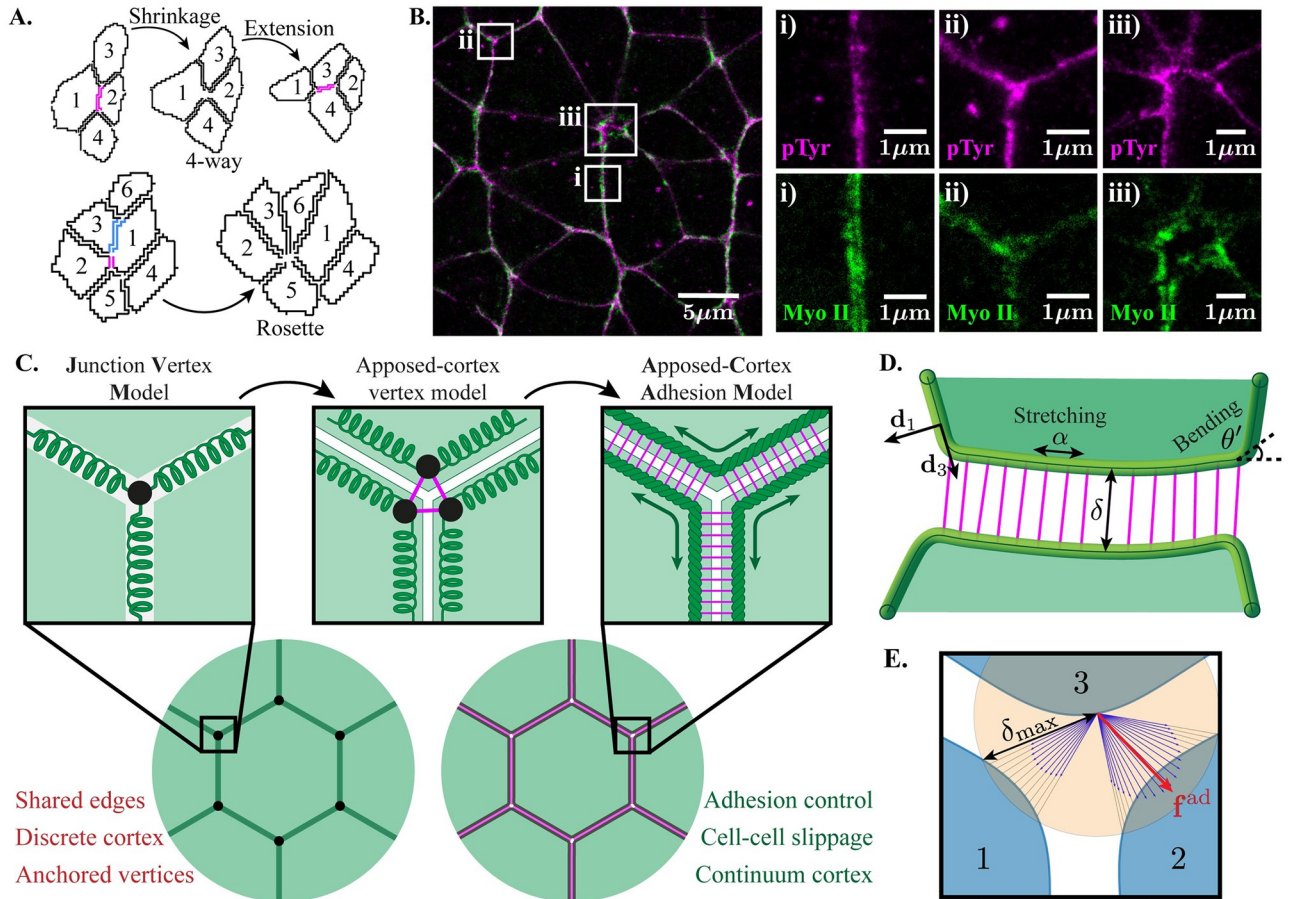 A.
Shrinkage
Extension
3
1
2
4
3
1
2
4
4-way
3
1
2
4
6
3
1
2
4
5
3
6
1
2
4
5
Rosette
B.
ii
iii
i
5μm
i)
pTyr
1μm
ii)
pTyr
1μm
iii)
pTyr
1μm
i)
Myo II
1μm
ii)
Myo II
1μm
iii)
Myo II
1μm
C.
Junction Vertex
Model
Apposed-cortex
vertex model
Apposed-Cortex
Adhesion Model
Shared edges
Discrete cortex
Anchored vertices
Adhesion control
Cell-cell slippage
Continuum cortex
D.
d₁
d₃
Stretching
α
Bending
θ′
δ
E.
3
δmax
f^ad
1
2